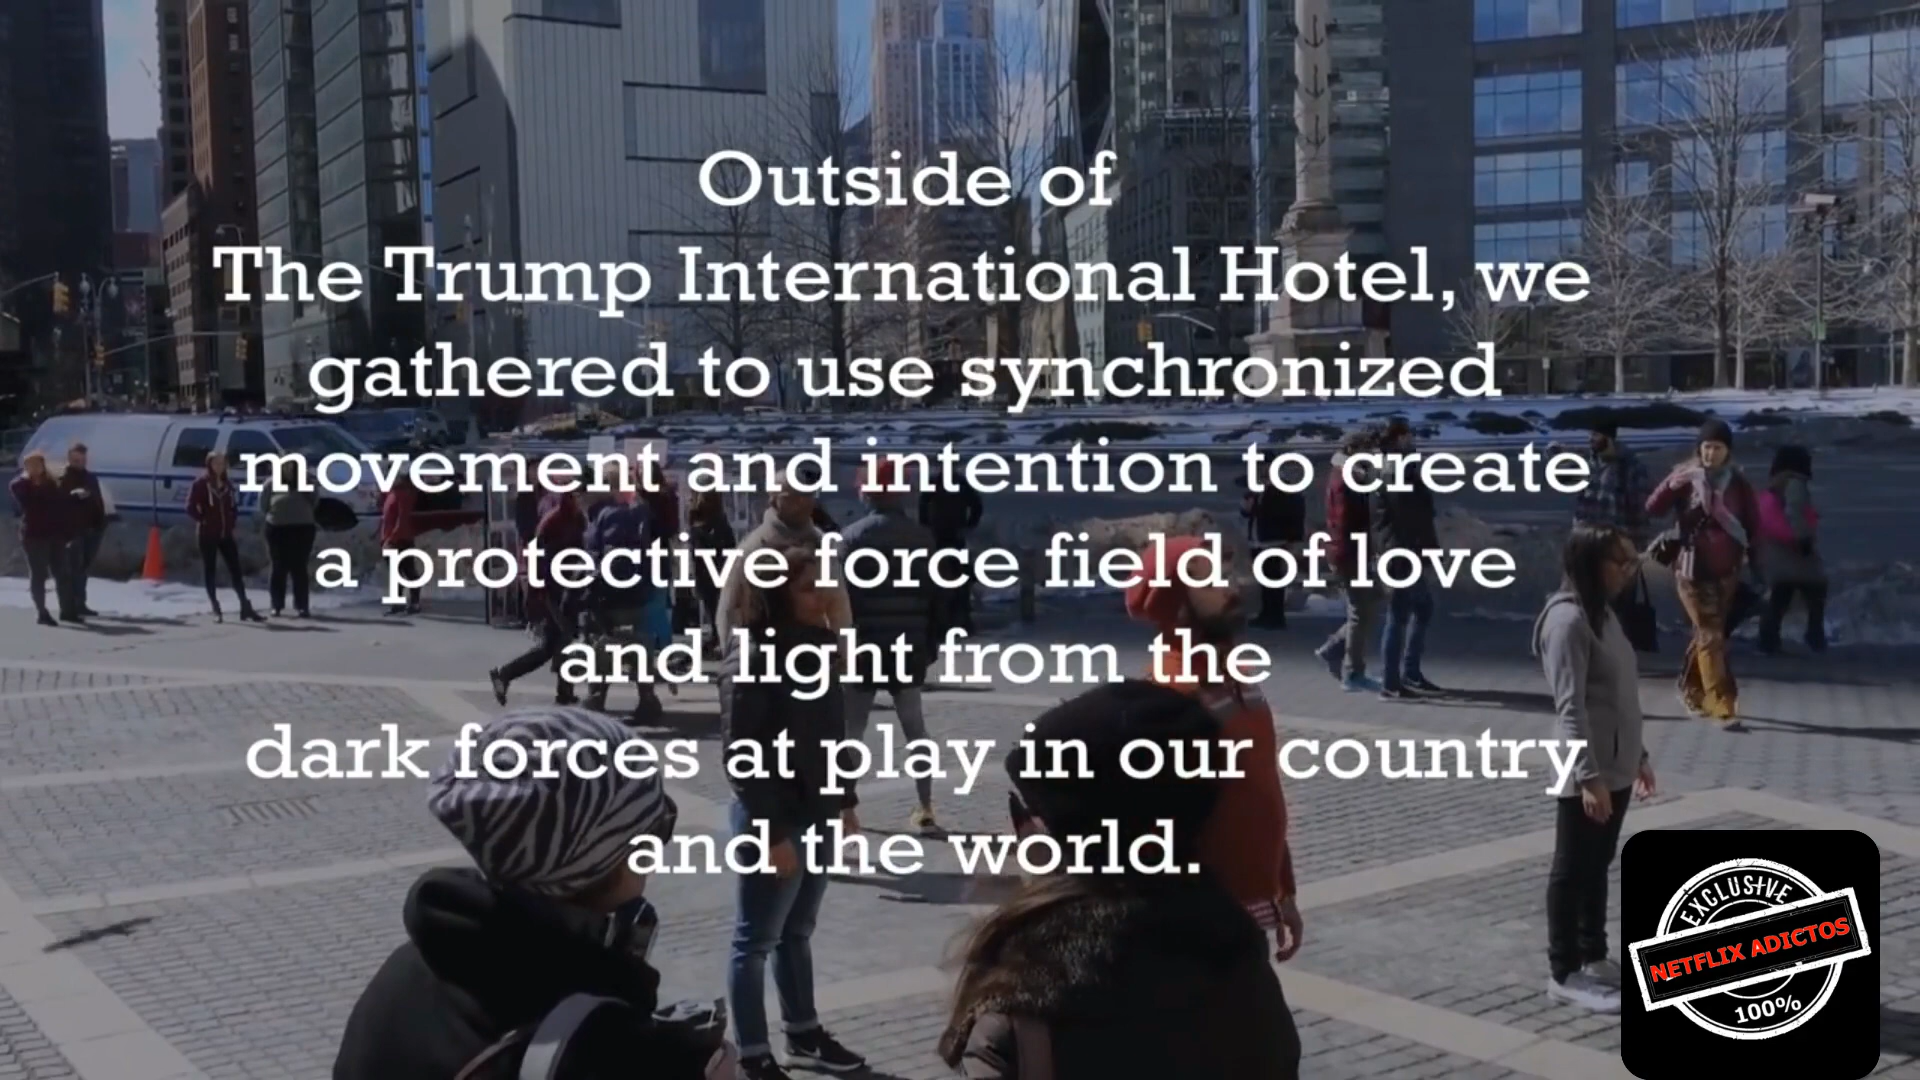 Outside of
The Trump International Hotel, we
gathered to use synchronized
movement and intention to create
a protective force field of love
and light from the
dark forces at play in our country
and the world.
EXCLUSIVE
NETFLIX ADICTOS
100%